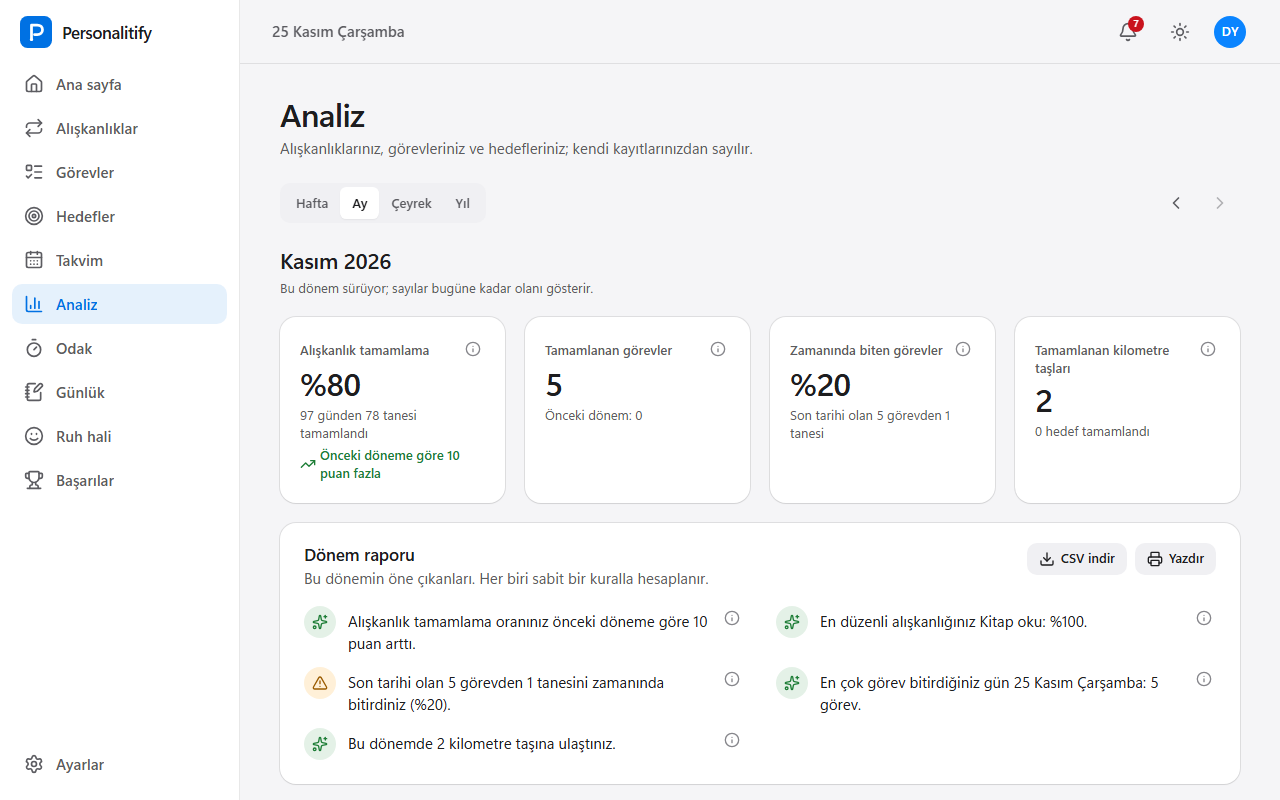 P Personalitify
Ana sayfa
Alışkanlıklar
Görevler
Hedefler
Takvim
Analiz
Odak
Günlük
Ruh hali
Başarılar
Ayarlar
25 Kasım Çarşamba
7
DY
Analiz
Alışkanlıklarınız, görevleriniz ve hedefleriniz; kendi kayıtlarınızdan sayılır.
Hafta Ay Çeyrek Yıl
Kasım 2026
Bu dönem sürüyor; sayılar bugüne kadar olanı gösterir.
Alışkanlık tamamlama
%80
97 günden 78 tanesi
tamamlandı
Önceki döneme göre 10
puan fazla
Tamamlanan görevler
5
Önceki dönem: 0
Zamanında biten görevler
%20
Son tarihi olan 5 görevden 1
tanesi
Tamamlanan kilometre
taşları
2
0 hedef tamamlandı
Dönem raporu
Bu dönemin öne çıkanları. Her biri sabit bir kuralla hesaplanır.
CSV indir
Yazdır
Alışkanlık tamamlama oranınız önceki döneme göre 10
puan arttı.
En düzenli alışkanlığınız Kitap oku: %100.
Son tarihi olan 5 görevden 1 tanesini zamanında
bitirdiniz (%20).
En çok görev bitirdiğiniz gün 25 Kasım Çarşamba: 5
görev.
Bu dönemde 2 kilometre taşına ulaştınız.